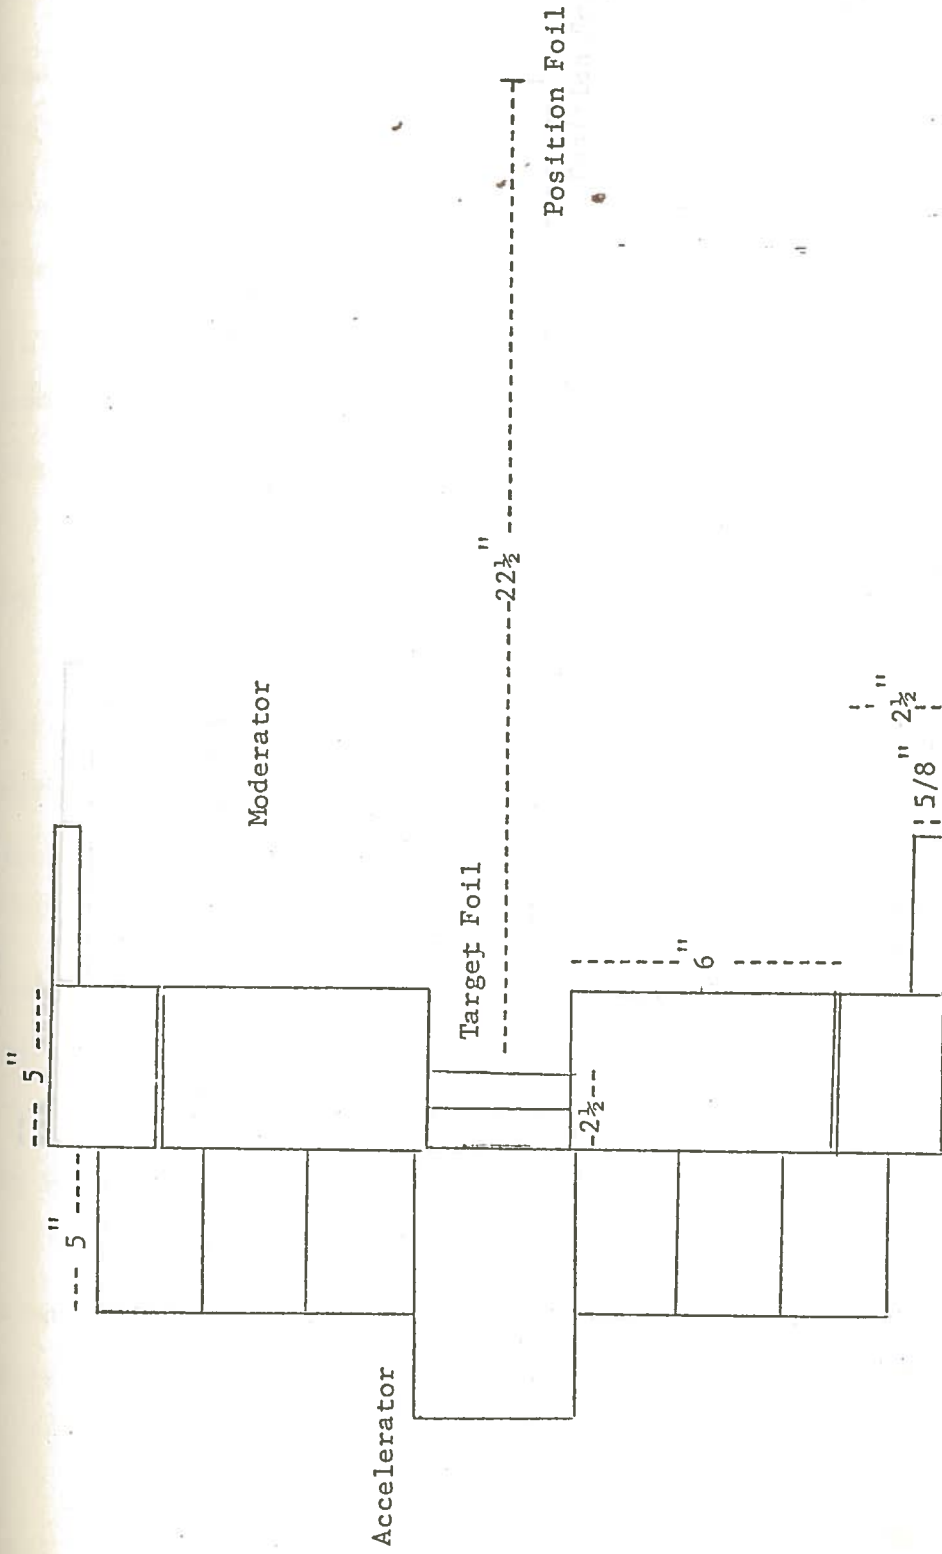 5"
5"
Moderator
Accelerator
Target Foil
22½"
Position Foil
2½
6"
2½"
5/8"